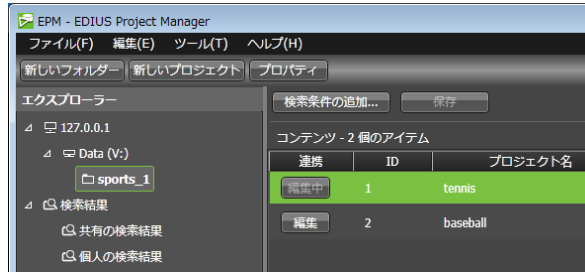 EPM - EDIUS Project Manager
ファイル(F) 編集(E) ツール(T) ヘルプ(H)
新しいフォルダー 新しいプロジェクト プロパティ
エクスプローラー
検索条件の追加... 保存
127.0.0.1
コンテンツ - 2 個のアイテム
Data (V:)
連携 ID プロジェクト名
sports_1
編集中 1 tennis
検索結果
編集 2 baseball
共有の検索結果
個人の検索結果